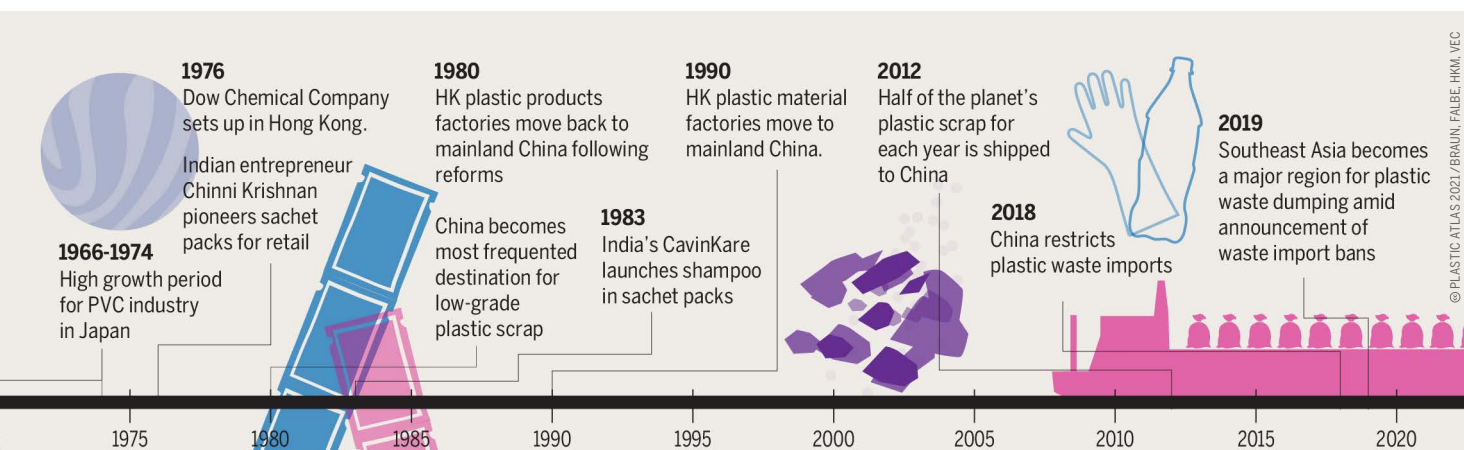 1976
Dow Chemical Company
sets up in Hong Kong.
Indian entrepreneur
Chinni Krishnan
pioneers sachet
packs for retail
1966-1974
High growth period
for PVC industry
in Japan
1980
HK plastic products
factories move back to
mainland China following
reforms
China becomes
most frequented
destination for
low-grade
plastic scrap
1983
India's CavinKare
launches shampoo
in sachet packs
1990
HK plastic material
factories move to
mainland China.
2012
Half of the planet's
plastic scrap for
each year is shipped
to China
2018
China restricts
plastic waste imports
2019
Southeast Asia becomes
a major region for plastic
waste dumping amid
announcement of
waste import bans
1975
1980
1985
1990
1995
2000
2005
2010
2015
2020
© PLASTIC ATLAS 2021 / BRAUN, FALBE, HKM, VEC